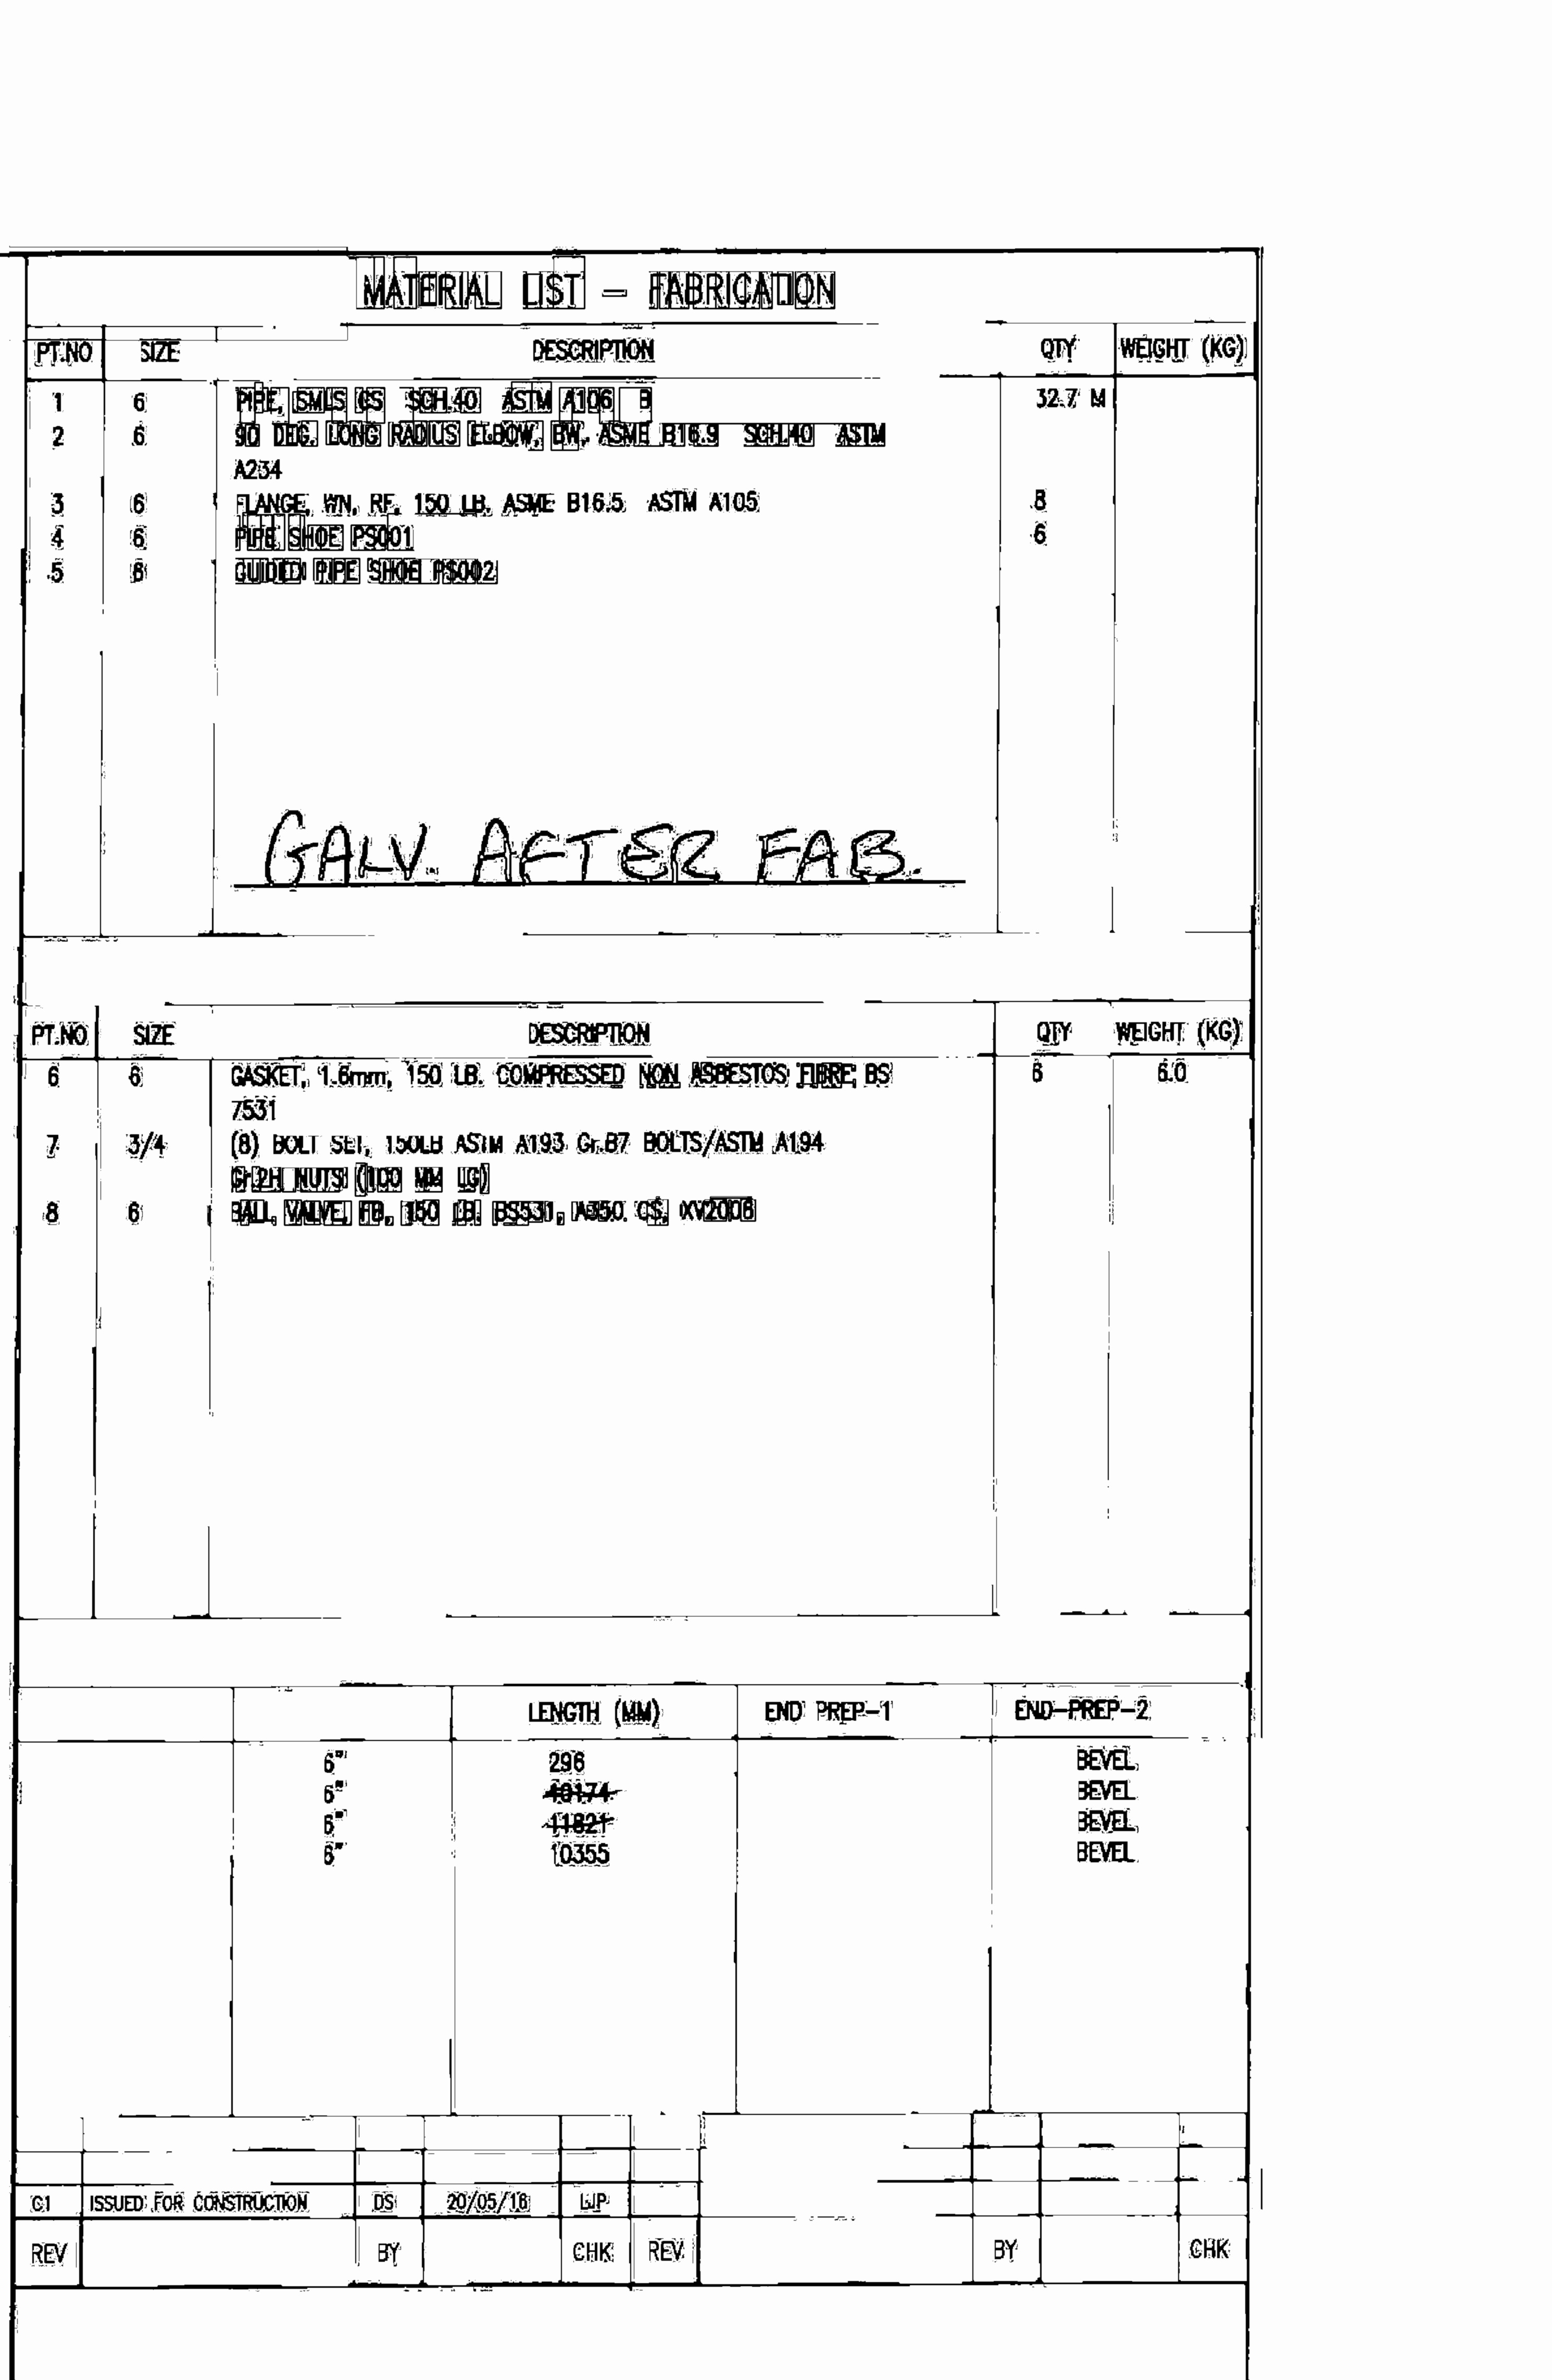 MATERIAL LIST – FABRICATION
PT.NO SIZE DESCRIPTION QTY WEIGHT (KG)
1 6 PIPE, SMLS CS SCH.40 ASTM A106 B 32.7 M
2 6 90 DEG. LONG RADIUS ELBOW, BW, ASME B16.9 SCH.40 ASTM
A234
3 6 FLANGE, WN, RF, 150 LB, ASME B16.5 ASTM A105 8
4 6 PIPE SHOE PS001 6
5 6 GUIDED PIPE SHOE PS002
GALV. AFTER FAB.
PT.NO SIZE DESCRIPTION QTY WEIGHT (KG)
6 6 GASKET, 1.6mm, 150 LB. COMPRESSED NON ASBESTOS FIBRE, BS 6 6.0
7531
7 3/4 (8) BOLT SET, 150LB ASTM A193 Gr.B7 BOLTS/ASTM A194
Gr.2H NUTS (100 MM LG)
8 6 BALL VALVE, FB, 150 LB. A350 CS, XV2006
LENGTH (MM) END PREP-1 END-PREP-2
6" 296 BEVEL
6" 10174 BEVEL
6" 11821 BEVEL
6" 10355 BEVEL
ISSUED FOR CONSTRUCTION DS 20/05/16
REV BY CHK REV BY CHK